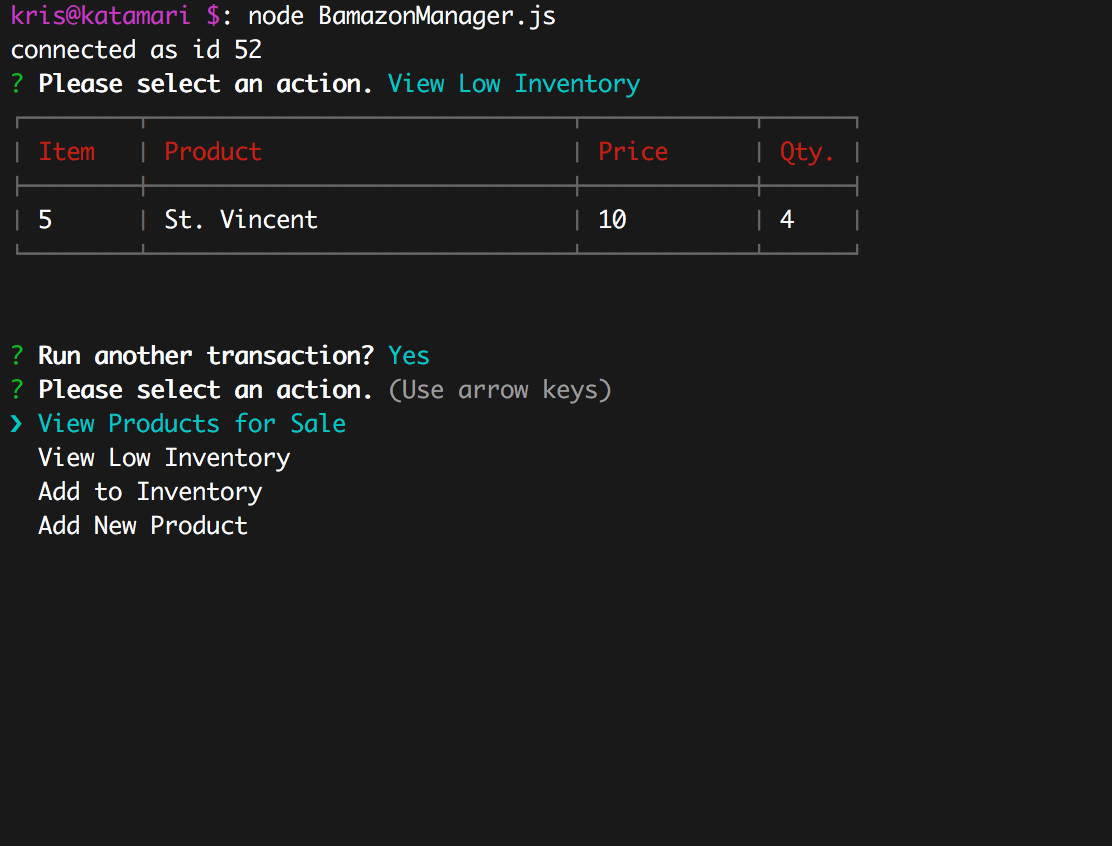 kris@katamari $: node BamazonManager.js
connected as id 52
? Please select an action. View Low Inventory
Item | Product | Price | Qty.
5 | St. Vincent | 10 | 4
? Run another transaction? Yes
? Please select an action. (Use arrow keys)
❯ View Products for Sale
View Low Inventory
Add to Inventory
Add New Product